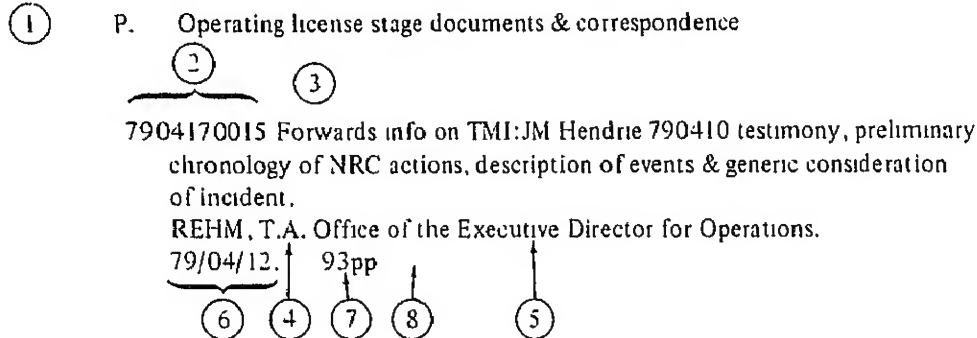 1 P. Operating license stage documents & correspondence
2 3
7904170015 Forwards info on TMI:JM Hendrie 790410 testimony, preliminary
chronology of NRC actions, description of events & generic consideration
of incident.
REHM, T.A. Office of the Executive Director for Operations.
79/04/12. 93pp
6 4 7 8 5